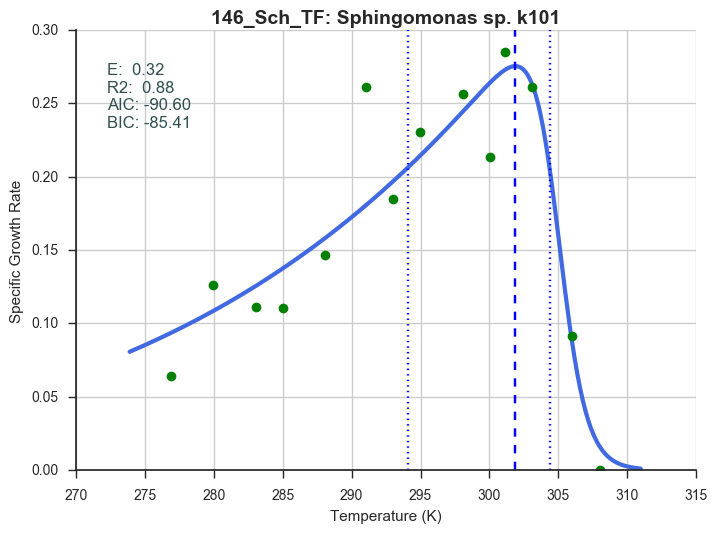 146_Sch_TF: Sphingomonas sp. k101
E:  0.32
R2:  0.88
AIC: -90.60
BIC: -85.41
Specific Growth Rate
0.30
0.25
0.20
0.15
0.10
0.05
0.00
270 275 280 285 290 295 300 305 310 315
Temperature (K)